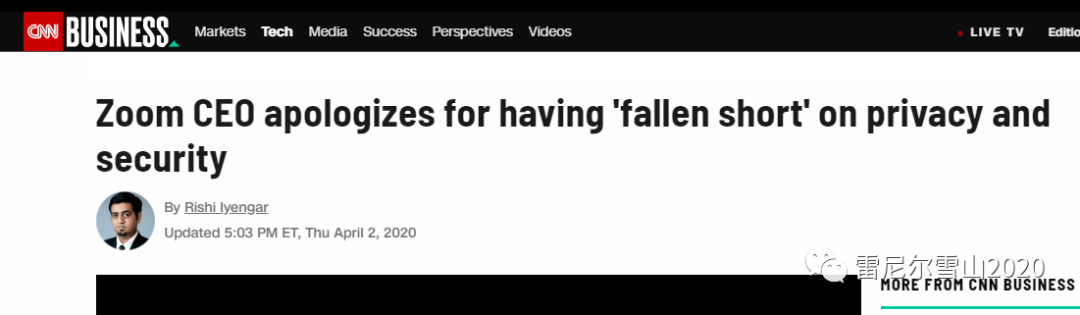 CNN BUSINESS Markets Tech Media Success Perspectives Videos LIVE TV Editio
Zoom CEO apologizes for having 'fallen short' on privacy and
security
By Rishi Iyengar
Updated 5:03 PM ET, Thu April 2, 2020
雷尼尔雪山2020
MORE FROM CNN BUSINESS